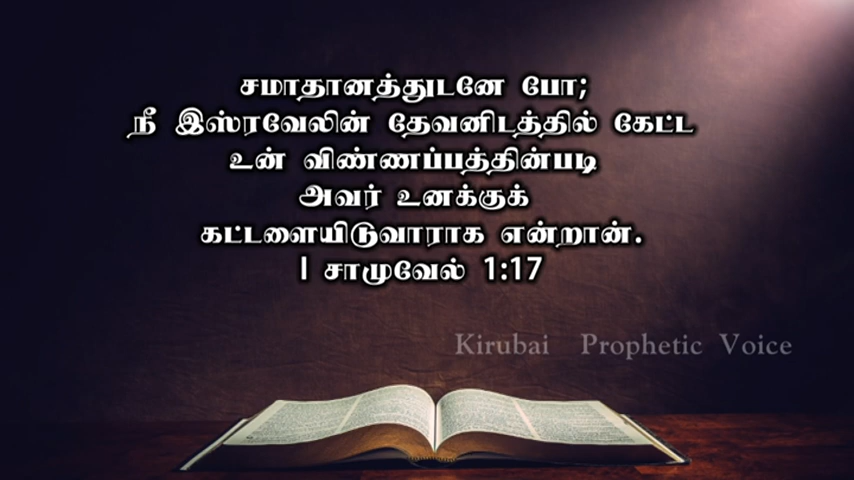 சமாதானத்துடனே போ;
நீ இஸ்ரவேலின் தேவனிடத்தில் கேட்ட
உன் விண்ணப்பத்தின்படி
அவர் உனக்குக்
கட்டளையிடுவாராக என்றான்.
I சாமுவேல் 1:17
Kirubai Prophetic Voice